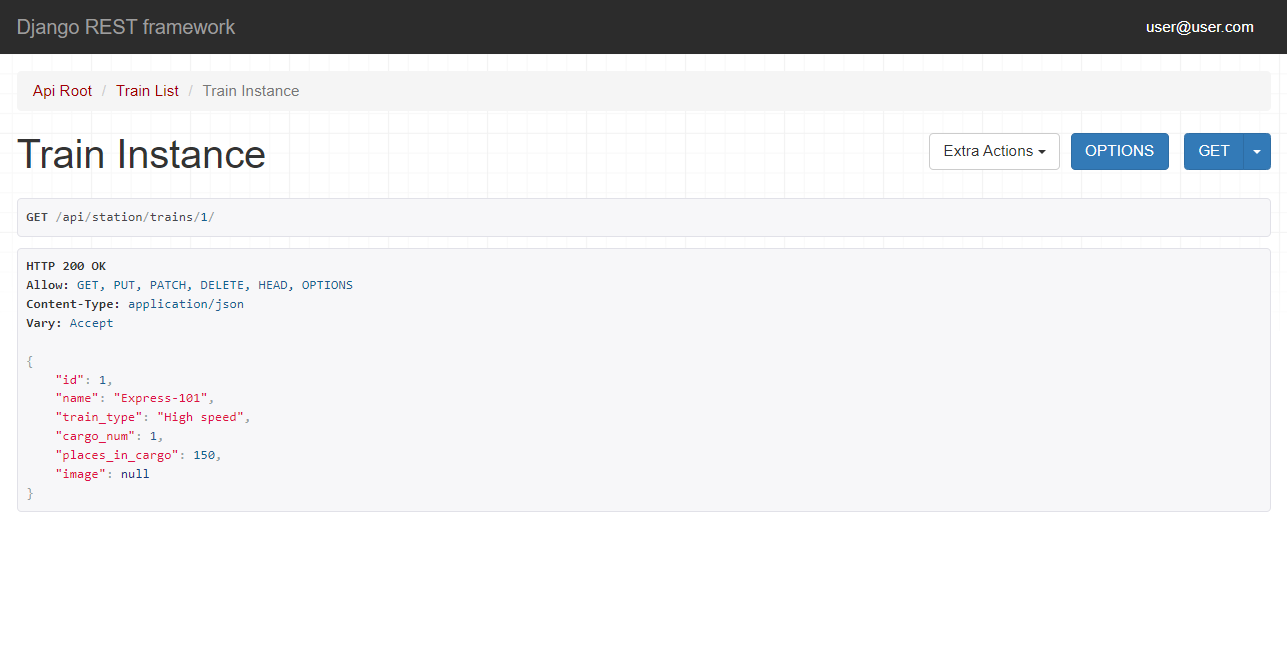 Django REST framework
user@user.com
Api Root / Train List / Train Instance
Train Instance
Extra Actions
OPTIONS
GET
GET /api/station/trains/1/
HTTP 200 OK
Allow: GET, PUT, PATCH, DELETE, HEAD, OPTIONS
Content-Type: application/json
Vary: Accept
{
    "id": 1,
    "name": "Express-101",
    "train_type": "High speed",
    "cargo_num": 1,
    "places_in_cargo": 150,
    "image": null
}